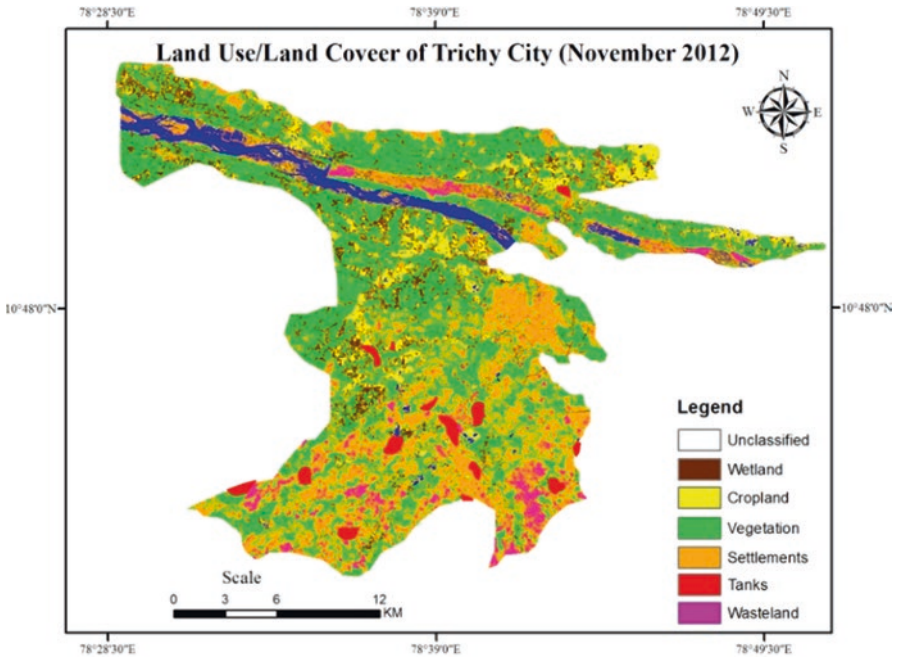 78°28'30"E 78°39'0"E 78°49'30"E
Land Use/Land Coveer of Trichy City (November 2012)
N
W E
S
10°48'0"N 10°48'0"N
Legend
Unclassified
Wetland
Cropland
Vegetation
Settlements
Tanks
Wasteland
Scale
0 3 6 12
KM
78°28'30"E 78°39'0"E 78°49'30"E